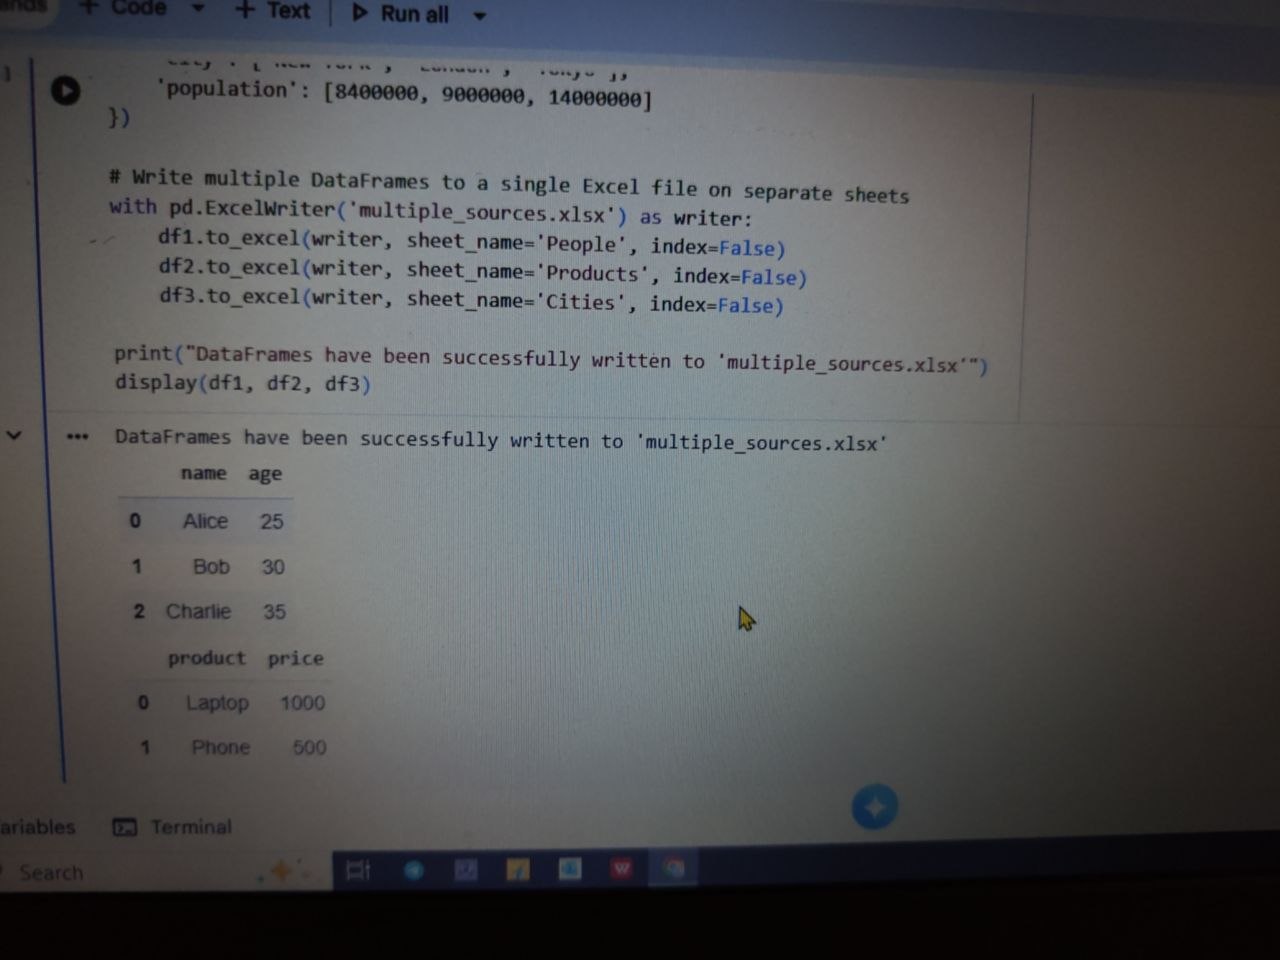 Code
Text
Run all
'population': [8400000, 9000000, 14000000]
})
# Write multiple DataFrames to a single Excel file on separate sheets
with pd.ExcelWriter('multiple_sources.xlsx') as writer:
df1.to_excel(writer, sheet_name='People', index=False)
df2.to_excel(writer, sheet_name='Products', index=False)
df3.to_excel(writer, sheet_name='Cities', index=False)
print("DataFrames have been successfully written to 'multiple_sources.xlsx'")
display(df1, df2, df3)
DataFrames have been successfully written to 'multiple_sources.xlsx'
name age
0 Alice 25
1 Bob 30
2 Charlie 35
product price
0 Laptop 1000
1 Phone 500
ariables
Terminal
Search